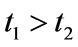 t₁ > t₂